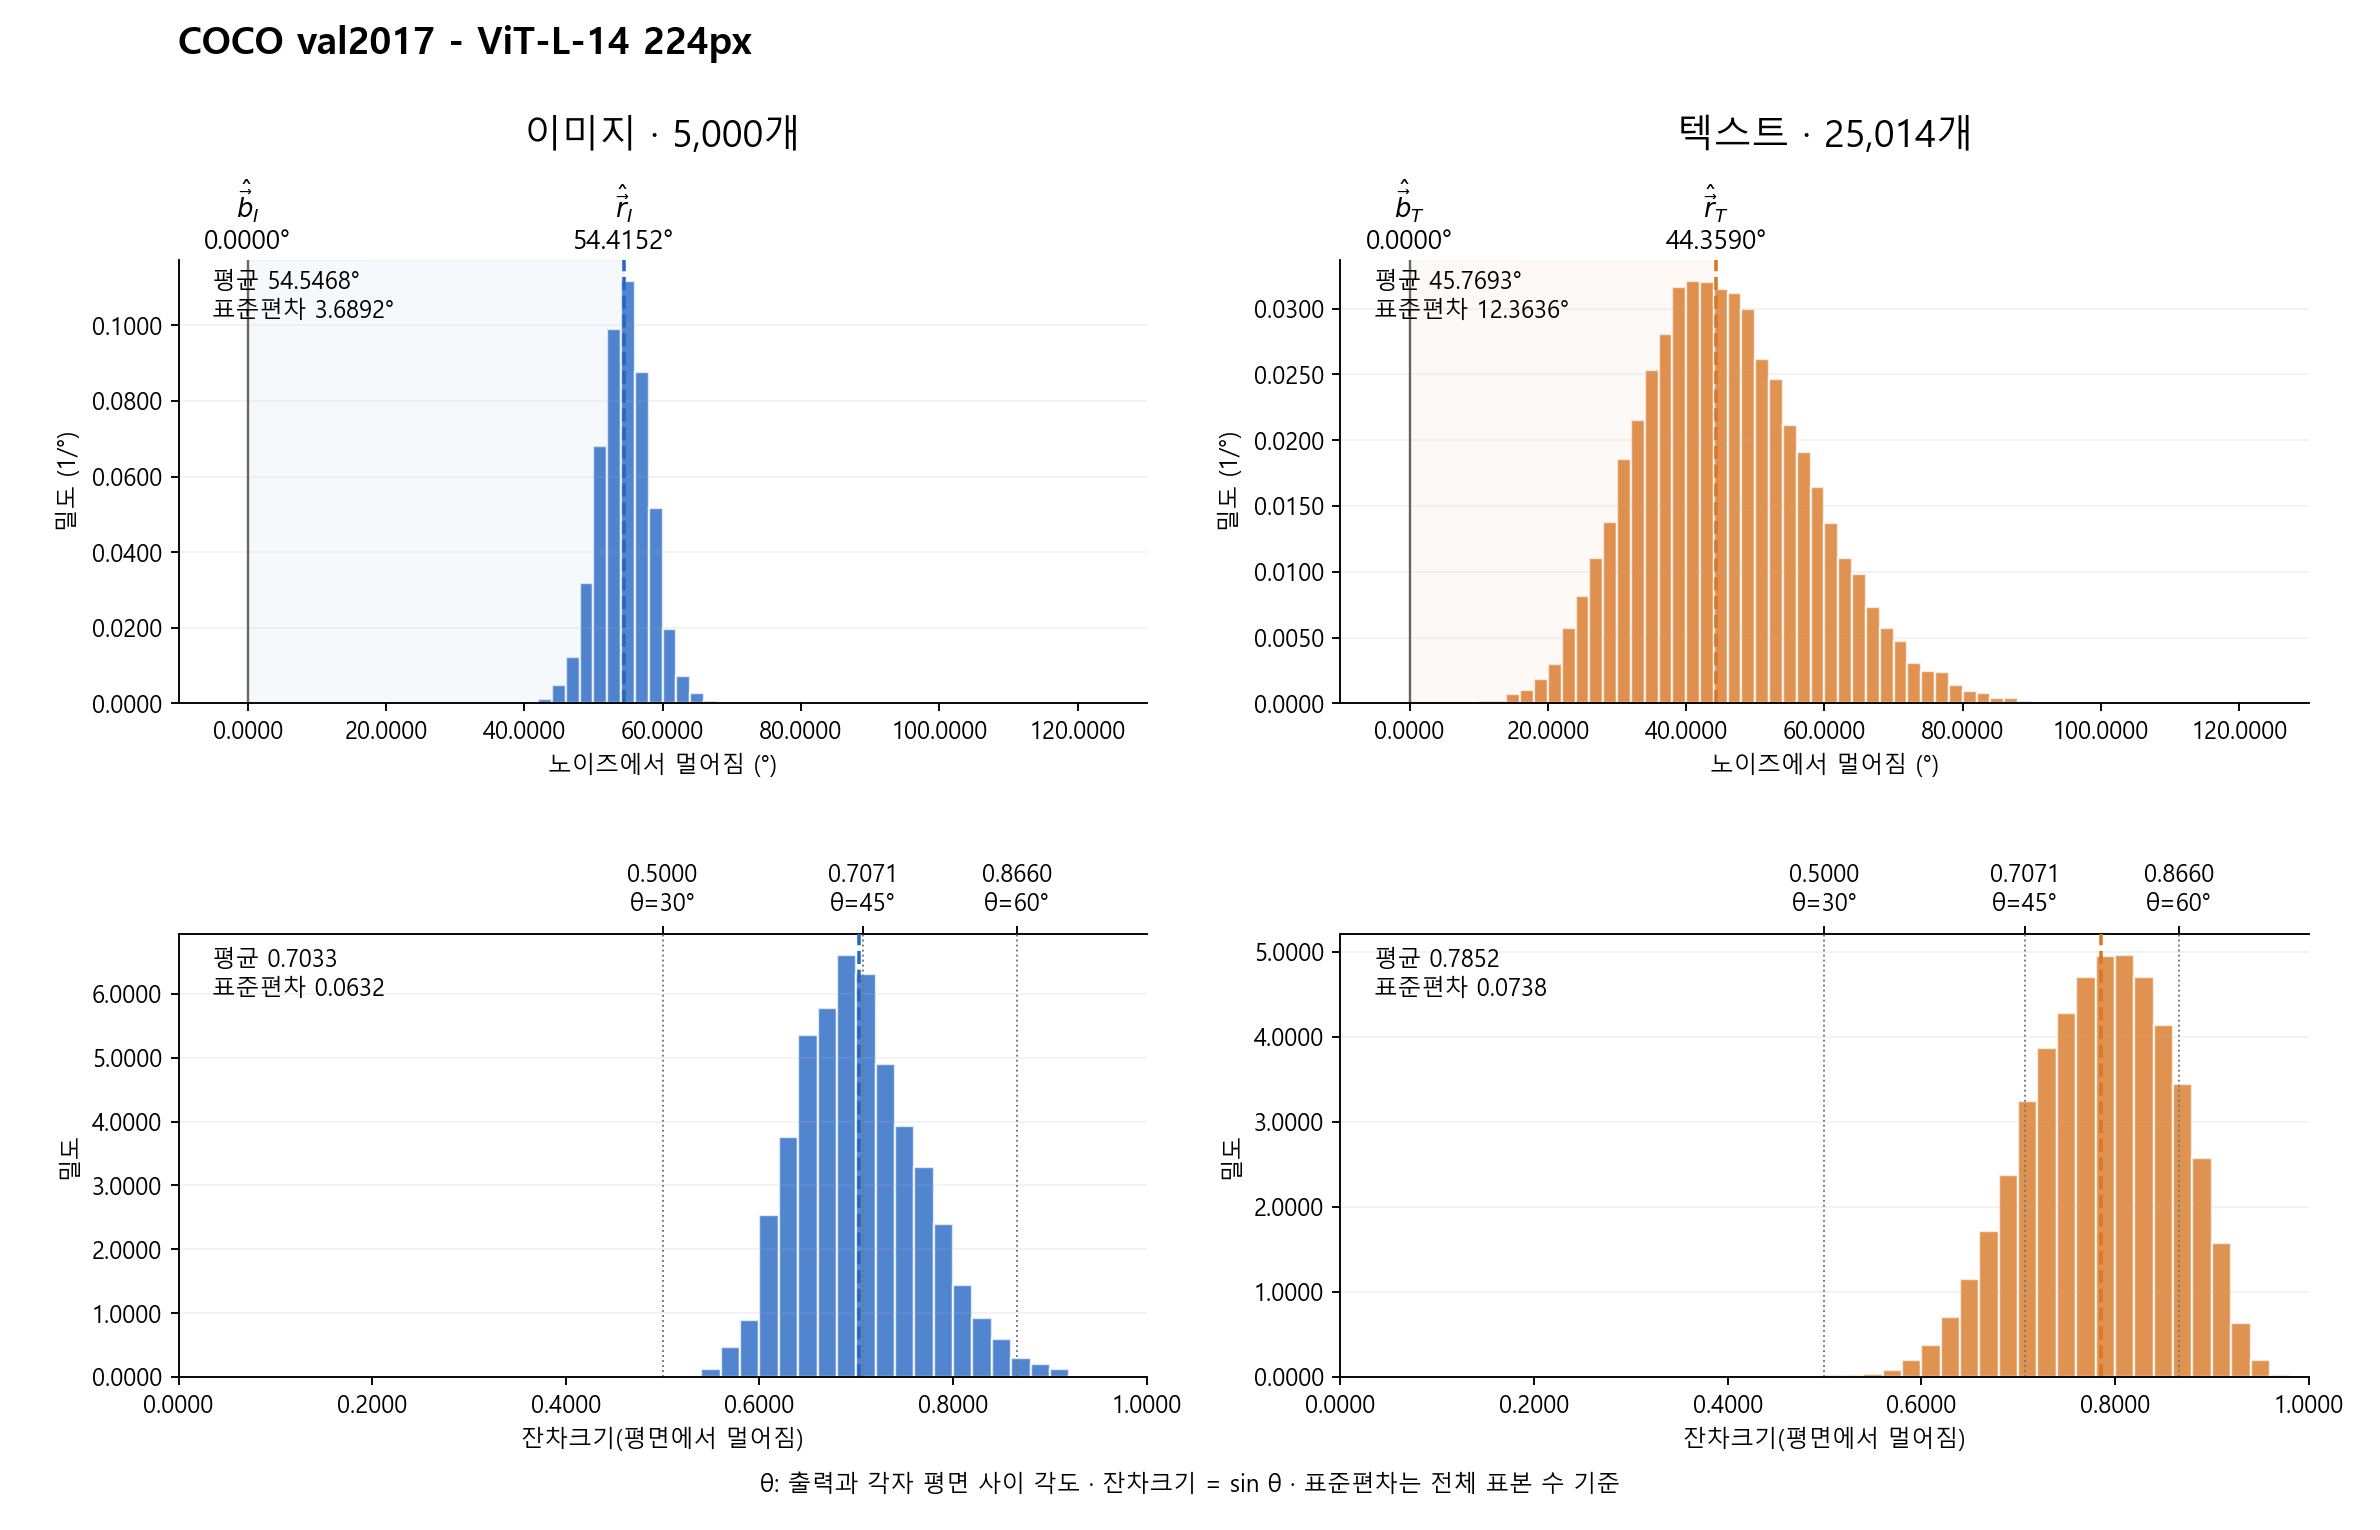 COCO val2017 - ViT-L-14 224px
이미지 · 5,000개
b̂⃗_I
0.0000°
r̂⃗_I
54.4152°
평균 54.5468°
표준편차 3.6892°
0.1000
0.0800
0.0600
0.0400
0.0200
0.0000
밀도 (1/°)
0.0000 20.0000 40.0000 60.0000 80.0000 100.0000 120.0000
노이즈에서 멀어짐 (°)
텍스트 · 25,014개
b̂⃗_T
0.0000°
r̂⃗_T
44.3590°
평균 45.7693°
표준편차 12.3636°
0.0300
0.0250
0.0200
0.0150
0.0100
0.0050
0.0000
밀도 (1/°)
0.0000 20.0000 40.0000 60.0000 80.0000 100.0000 120.0000
노이즈에서 멀어짐 (°)
0.5000 0.7071 0.8660
θ=30° θ=45° θ=60°
평균 0.7033
표준편차 0.0632
6.0000
5.0000
4.0000
3.0000
2.0000
1.0000
0.0000
밀도
0.0000 0.2000 0.4000 0.6000 0.8000 1.0000
잔차크기(평면에서 멀어짐)
0.5000 0.7071 0.8660
θ=30° θ=45° θ=60°
평균 0.7852
표준편차 0.0738
5.0000
4.0000
3.0000
2.0000
1.0000
0.0000
밀도
0.0000 0.2000 0.4000 0.6000 0.8000 1.0000
잔차크기(평면에서 멀어짐)
θ: 출력과 각자 평면 사이 각도 · 잔차크기 = sin θ · 표준편차는 전체 표본 수 기준